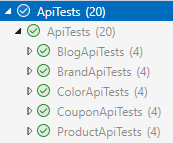 ApiTests (20)
ApiTests (20)
BlogApiTests (4)
BrandApiTests (4)
ColorApiTests (4)
CouponApiTests (4)
ProductApiTests (4)